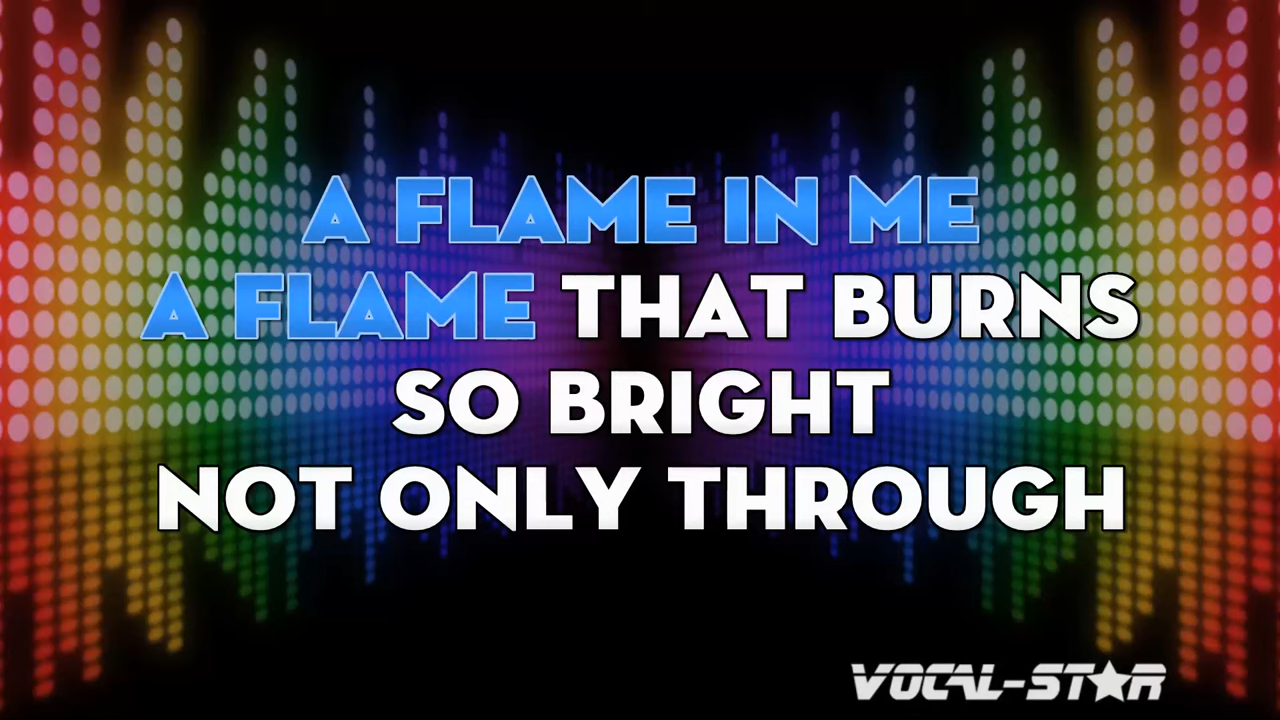 A FLAME IN ME
A FLAME THAT BURNS
SO BRIGHT
NOT ONLY THROUGH
VOCAL-STAR